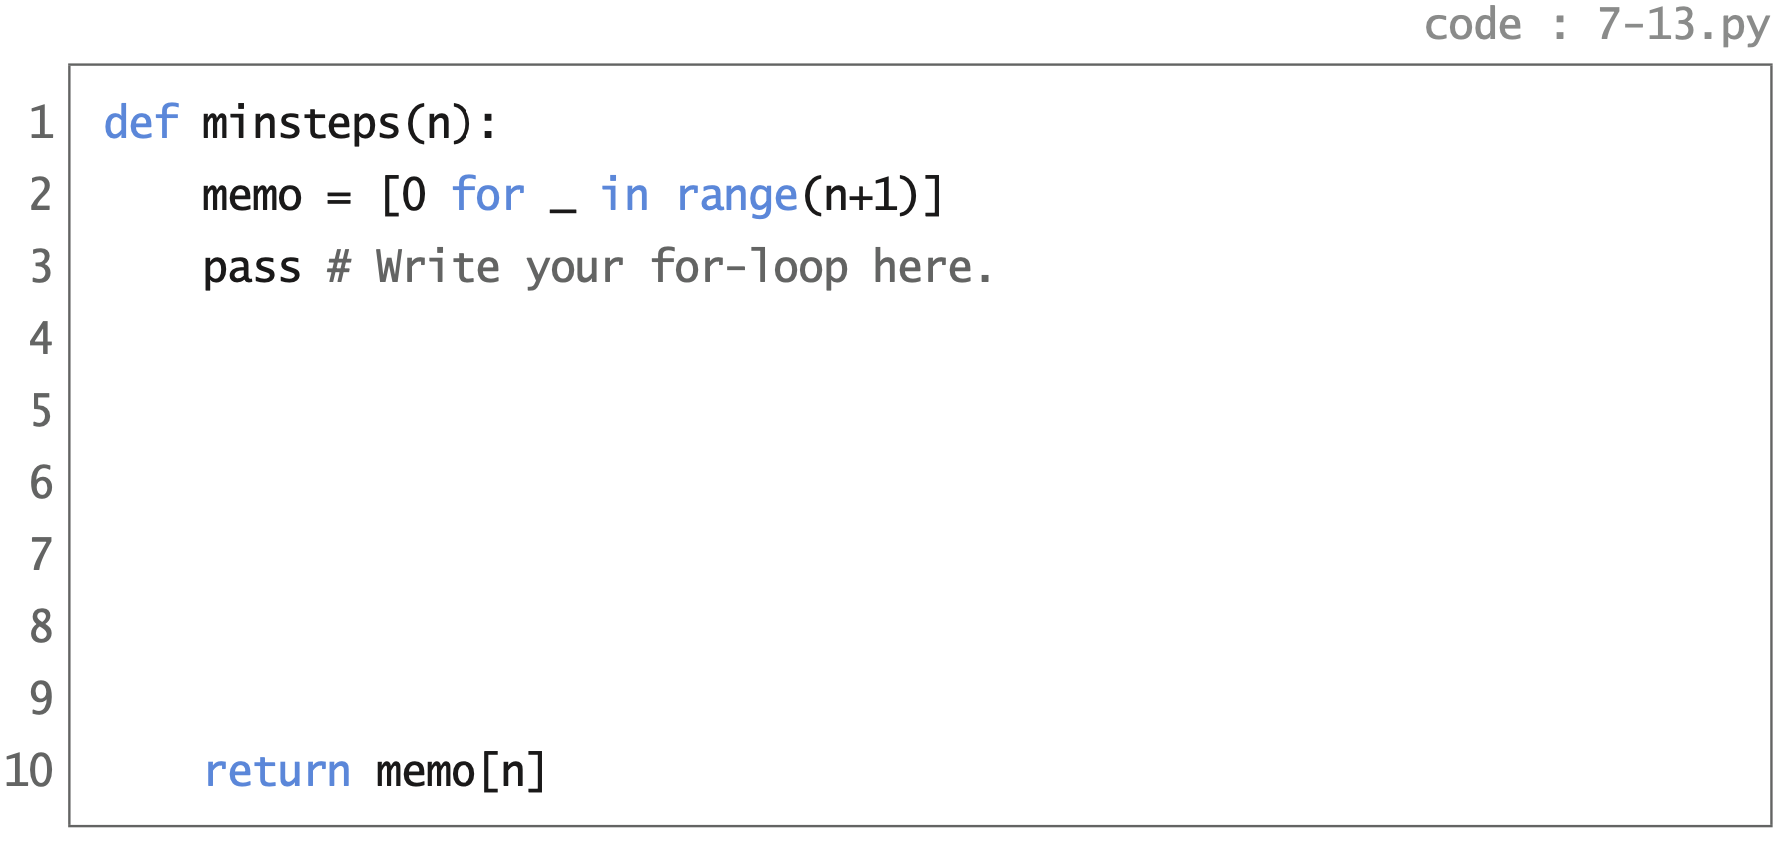 code : 7-13.py
1 def minsteps(n):
2     memo = [0 for _ in range(n+1)]
3     pass # Write your for-loop here.
4
5
6
7
8
9
10     return memo[n]